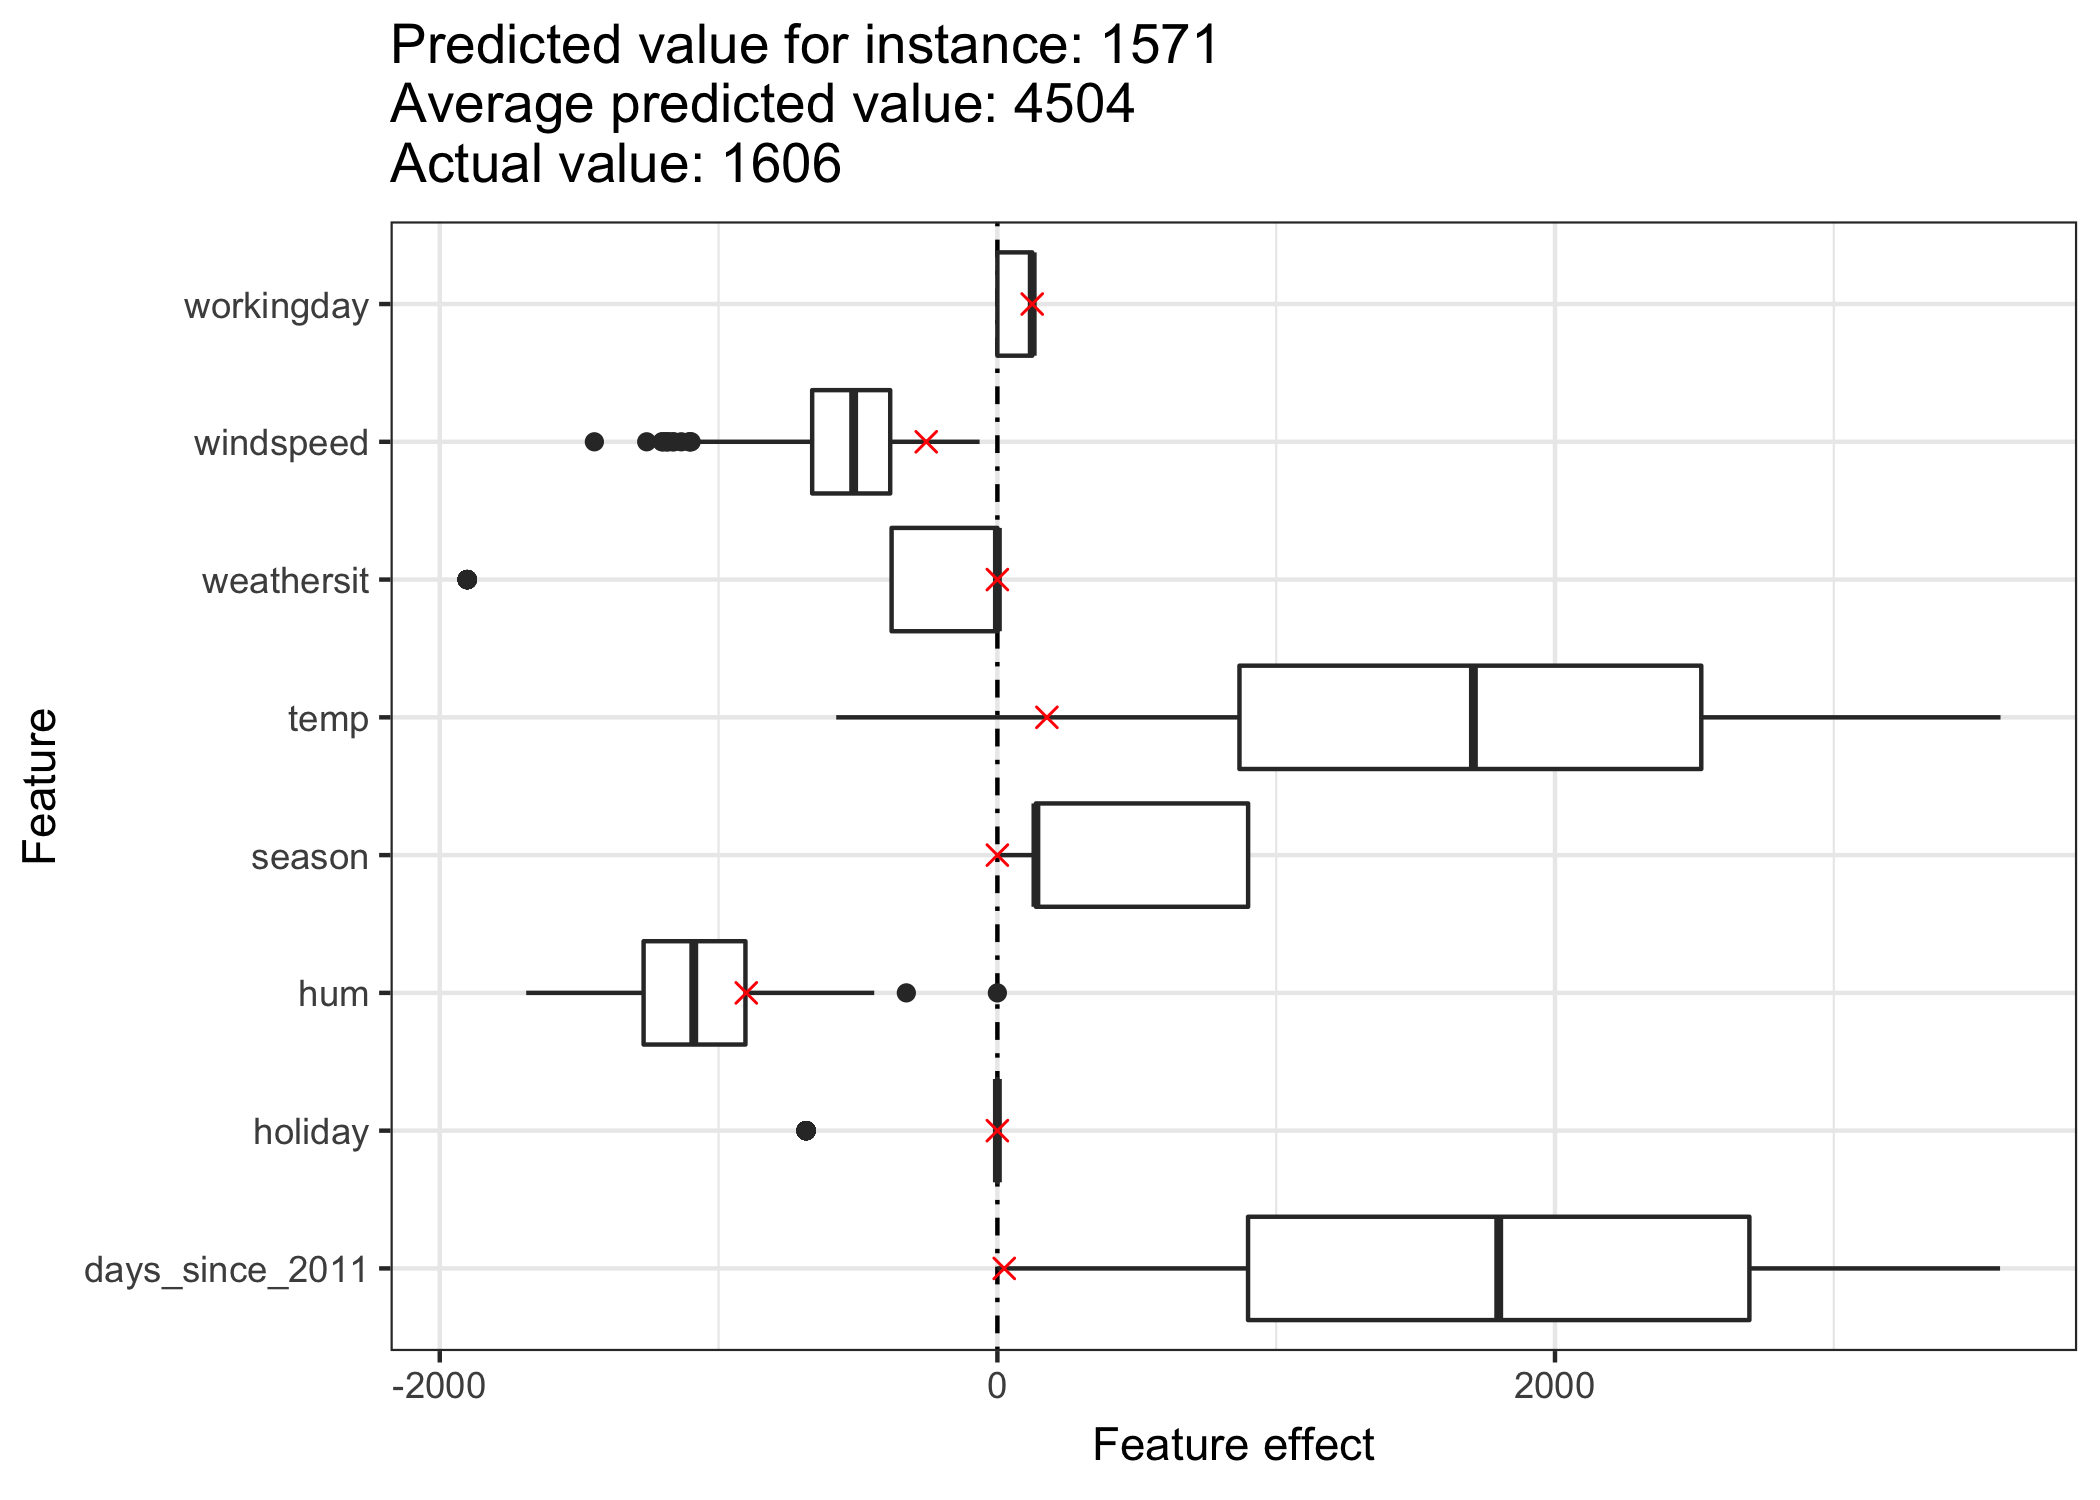 Predicted value for instance: 1571
Average predicted value: 4504
Actual value: 1606
workingday
windspeed
weathersit
temp
season
hum
holiday
days_since_2011
Feature
-2000
0
2000
Feature effect